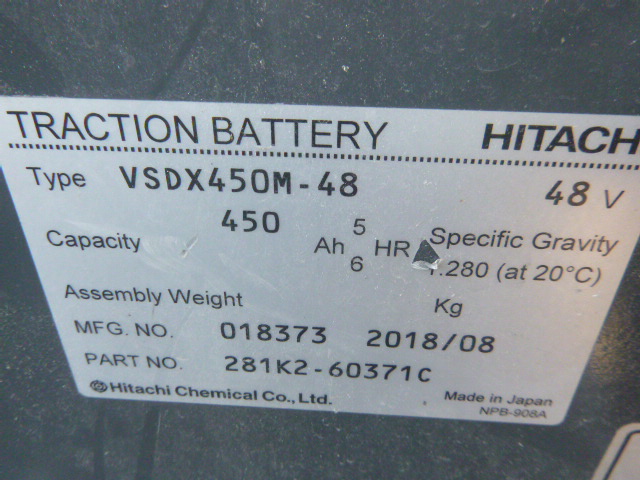 TRACTION BATTERY HITACH
Type VSDX450M-48 48 V
Capacity 450 Ah 5 6 HR Specific Gravity
1.280 (at 20°C)
Assembly Weight Kg
MFG. NO. 018373 2018/08
PART NO. 281K2-60371C
Hitachi Chemical Co., Ltd. Made in Japan
NPB-908A